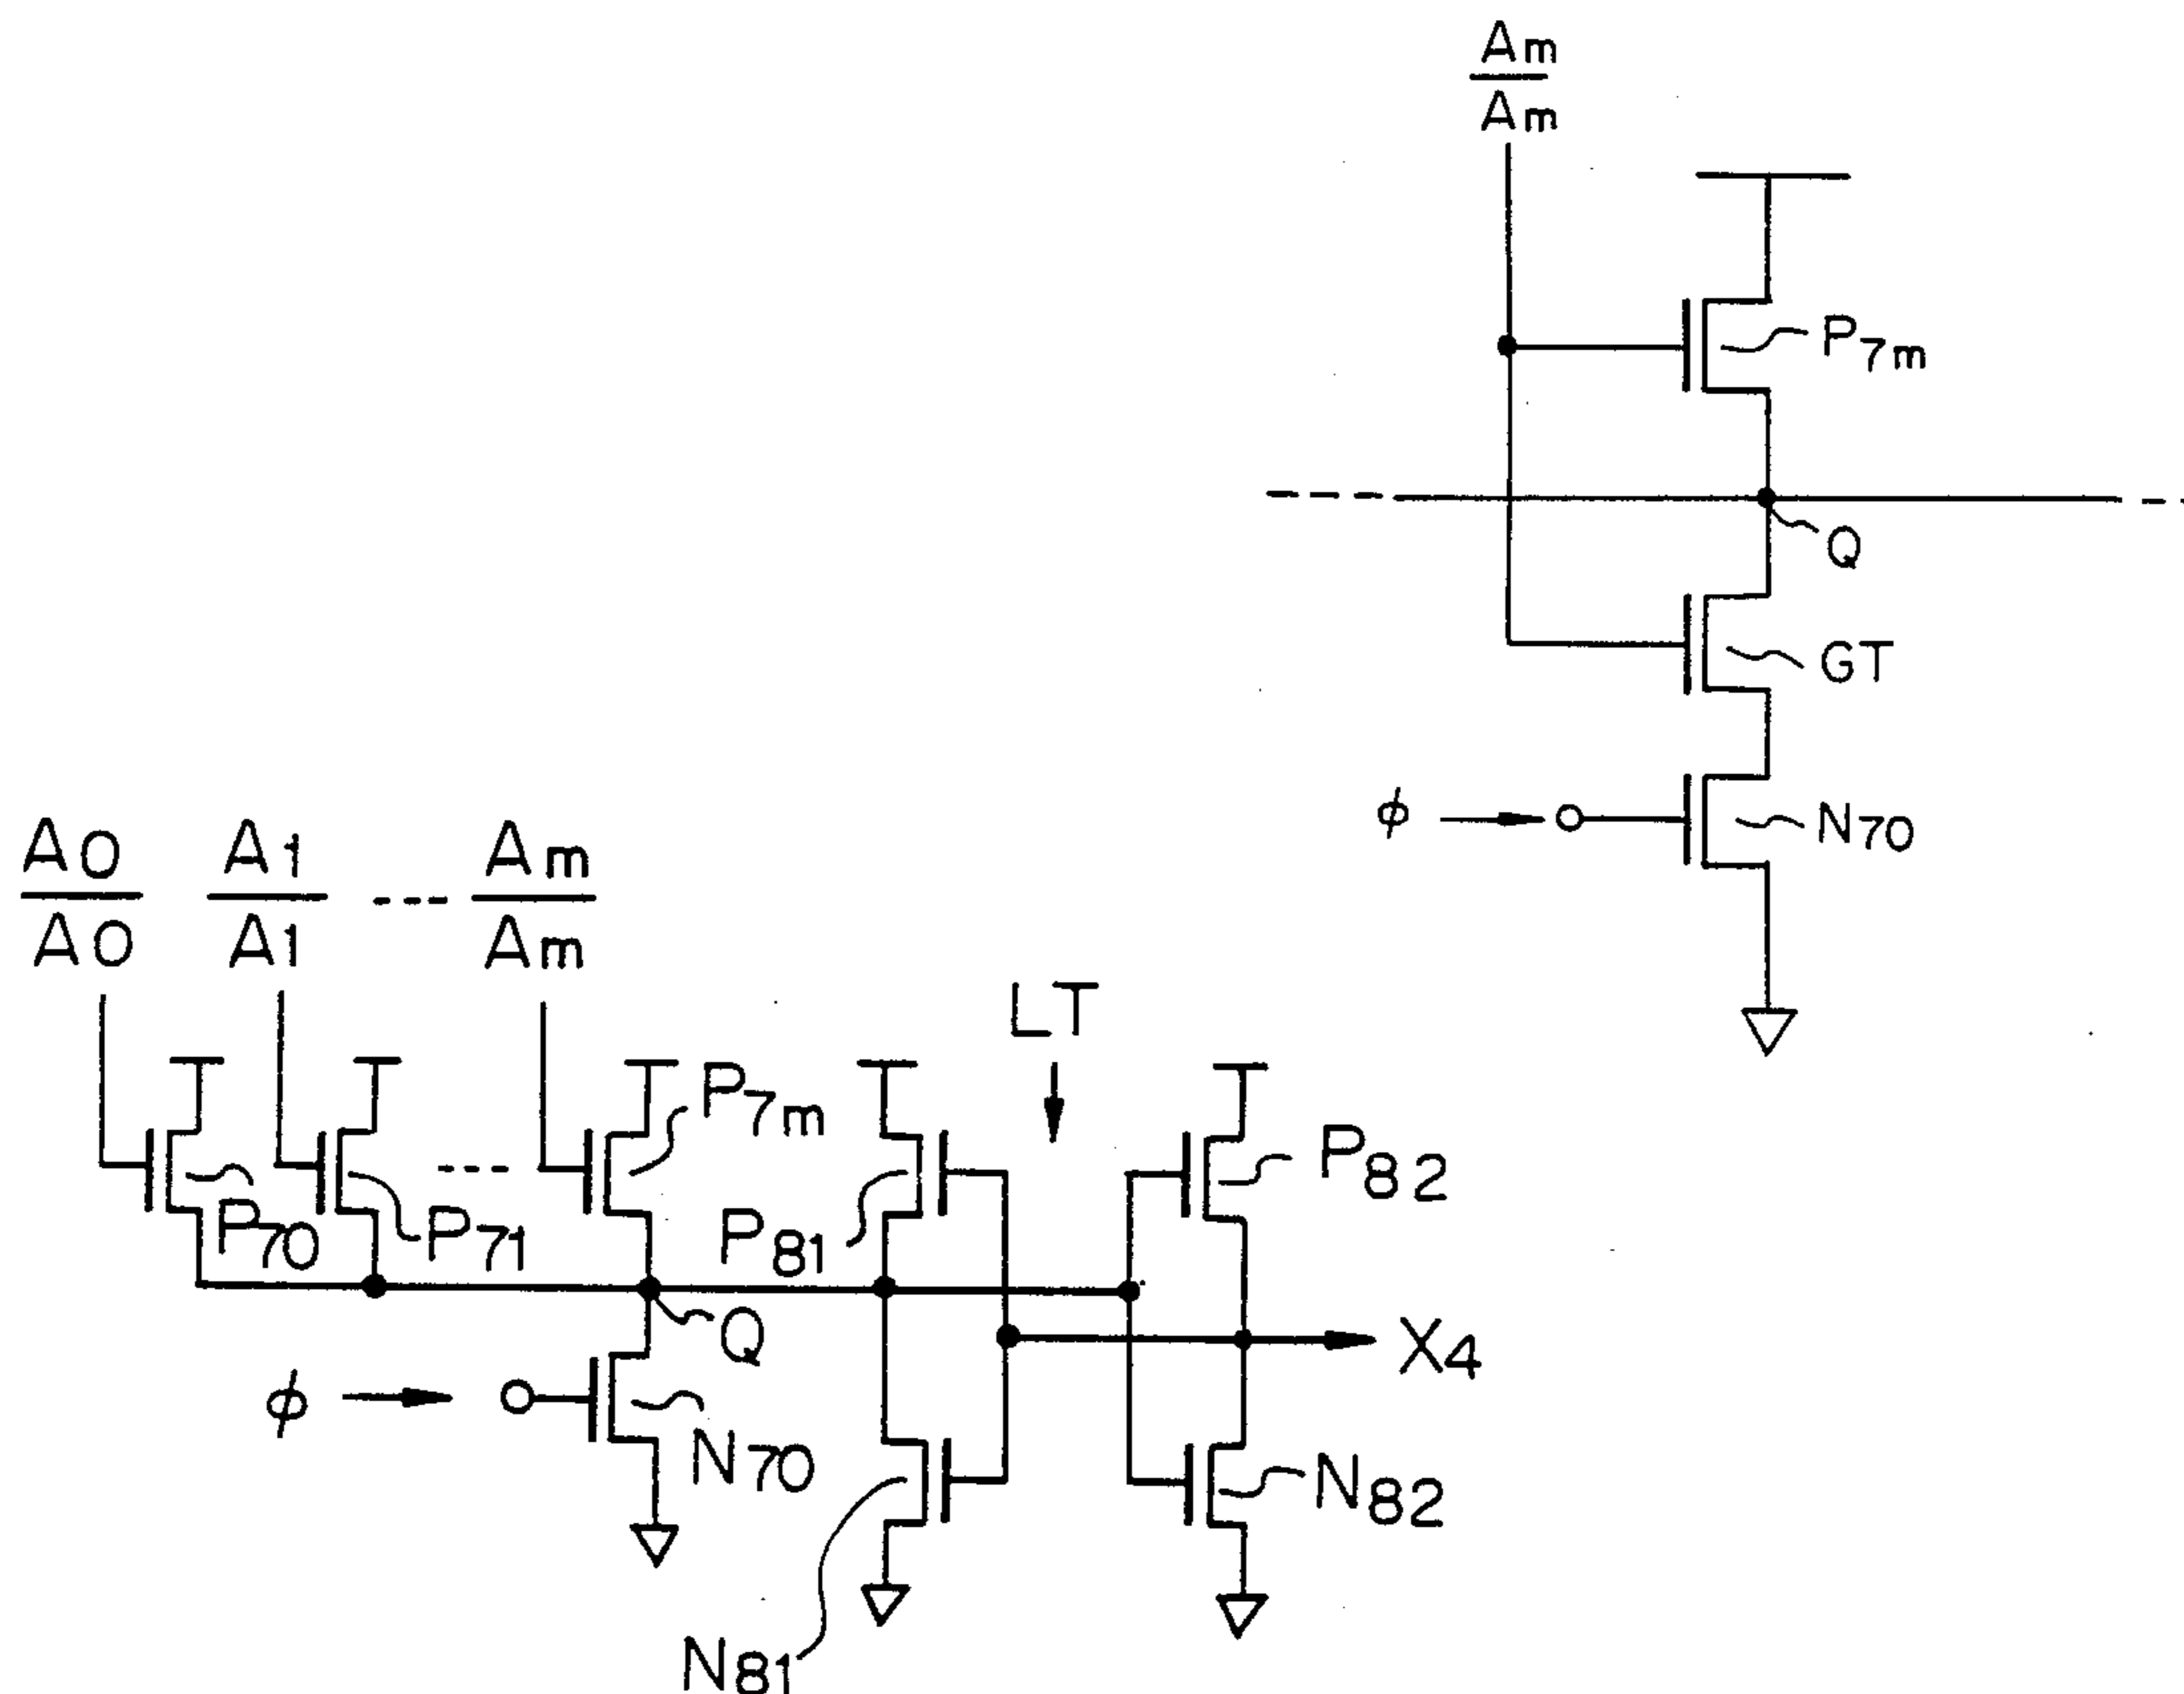 Am
Am
P7m
Q
GT
ϕ
N70
A0 A1 --- Am
A0 A1 Am
LT
P7m
P82
P70
P71
P81
Q
X4
ϕ
N70
N82
N81